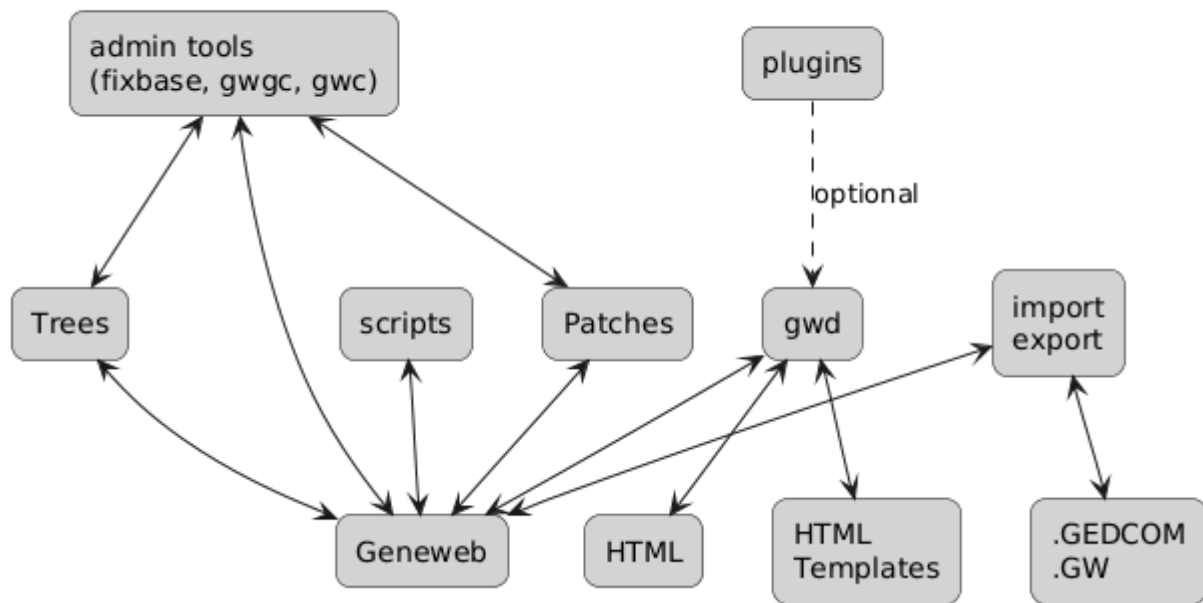 admin tools
(fixbase, gwgc, gwc)
plugins
optional
Trees
scripts
Patches
gwd
import
export
Geneweb
HTML
HTML
Templates
.GEDCOM
.GW